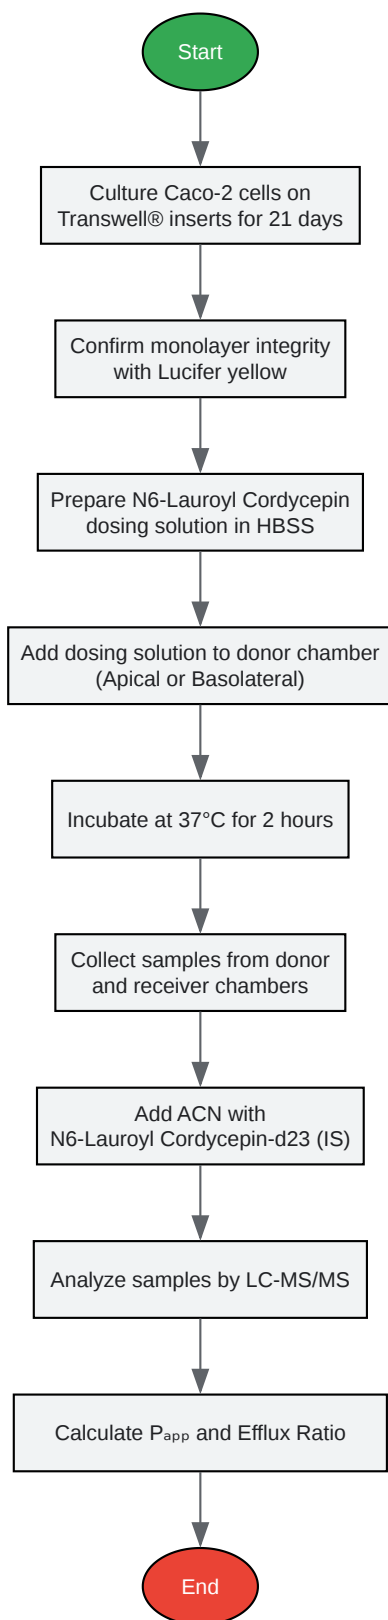 Start
Culture Caco-2 cells on
Transwell® inserts for 21 days
Confirm monolayer integrity
with Lucifer yellow
Prepare N6-Lauroyl Cordycepin
dosing solution in HBSS
Add dosing solution to donor chamber
(Apical or Basolateral)
Incubate at 37°C for 2 hours
Collect samples from donor
and receiver chambers
Add ACN with
N6-Lauroyl Cordycepin-d23 (IS)
Analyze samples by LC-MS/MS
Calculate Pₐₚₚ and Efflux Ratio
End